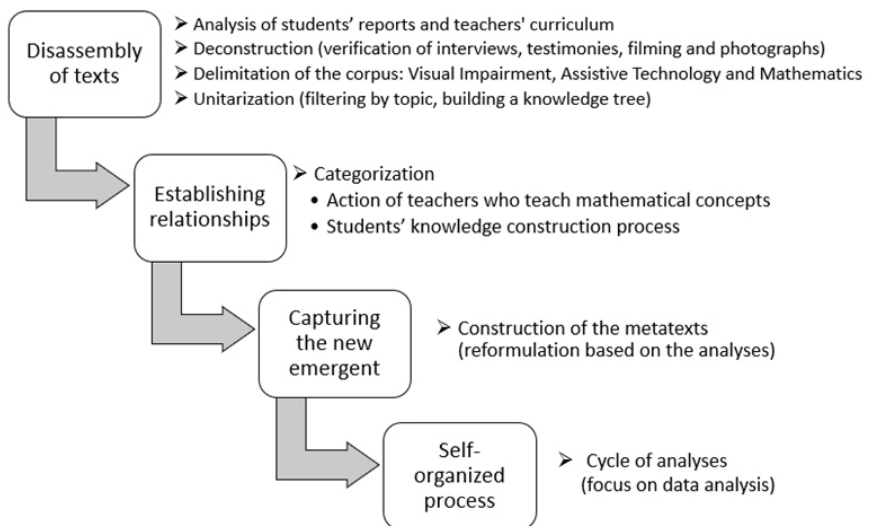 Disassembly
of texts
➢ Analysis of students’ reports and teachers' curriculum
➢ Deconstruction (verification of interviews, testimonies, filming and photographs)
➢ Delimitation of the corpus: Visual Impairment, Assistive Technology and Mathematics
➢ Unitarization (filtering by topic, building a knowledge tree)
Establishing
relationships
➢ Categorization
• Action of teachers who teach mathematical concepts
• Students’ knowledge construction process
Capturing
the new
emergent
➢ Construction of the metatexts
(reformulation based on the analyses)
Self-
organized
process
➢ Cycle of analyses
(focus on data analysis)